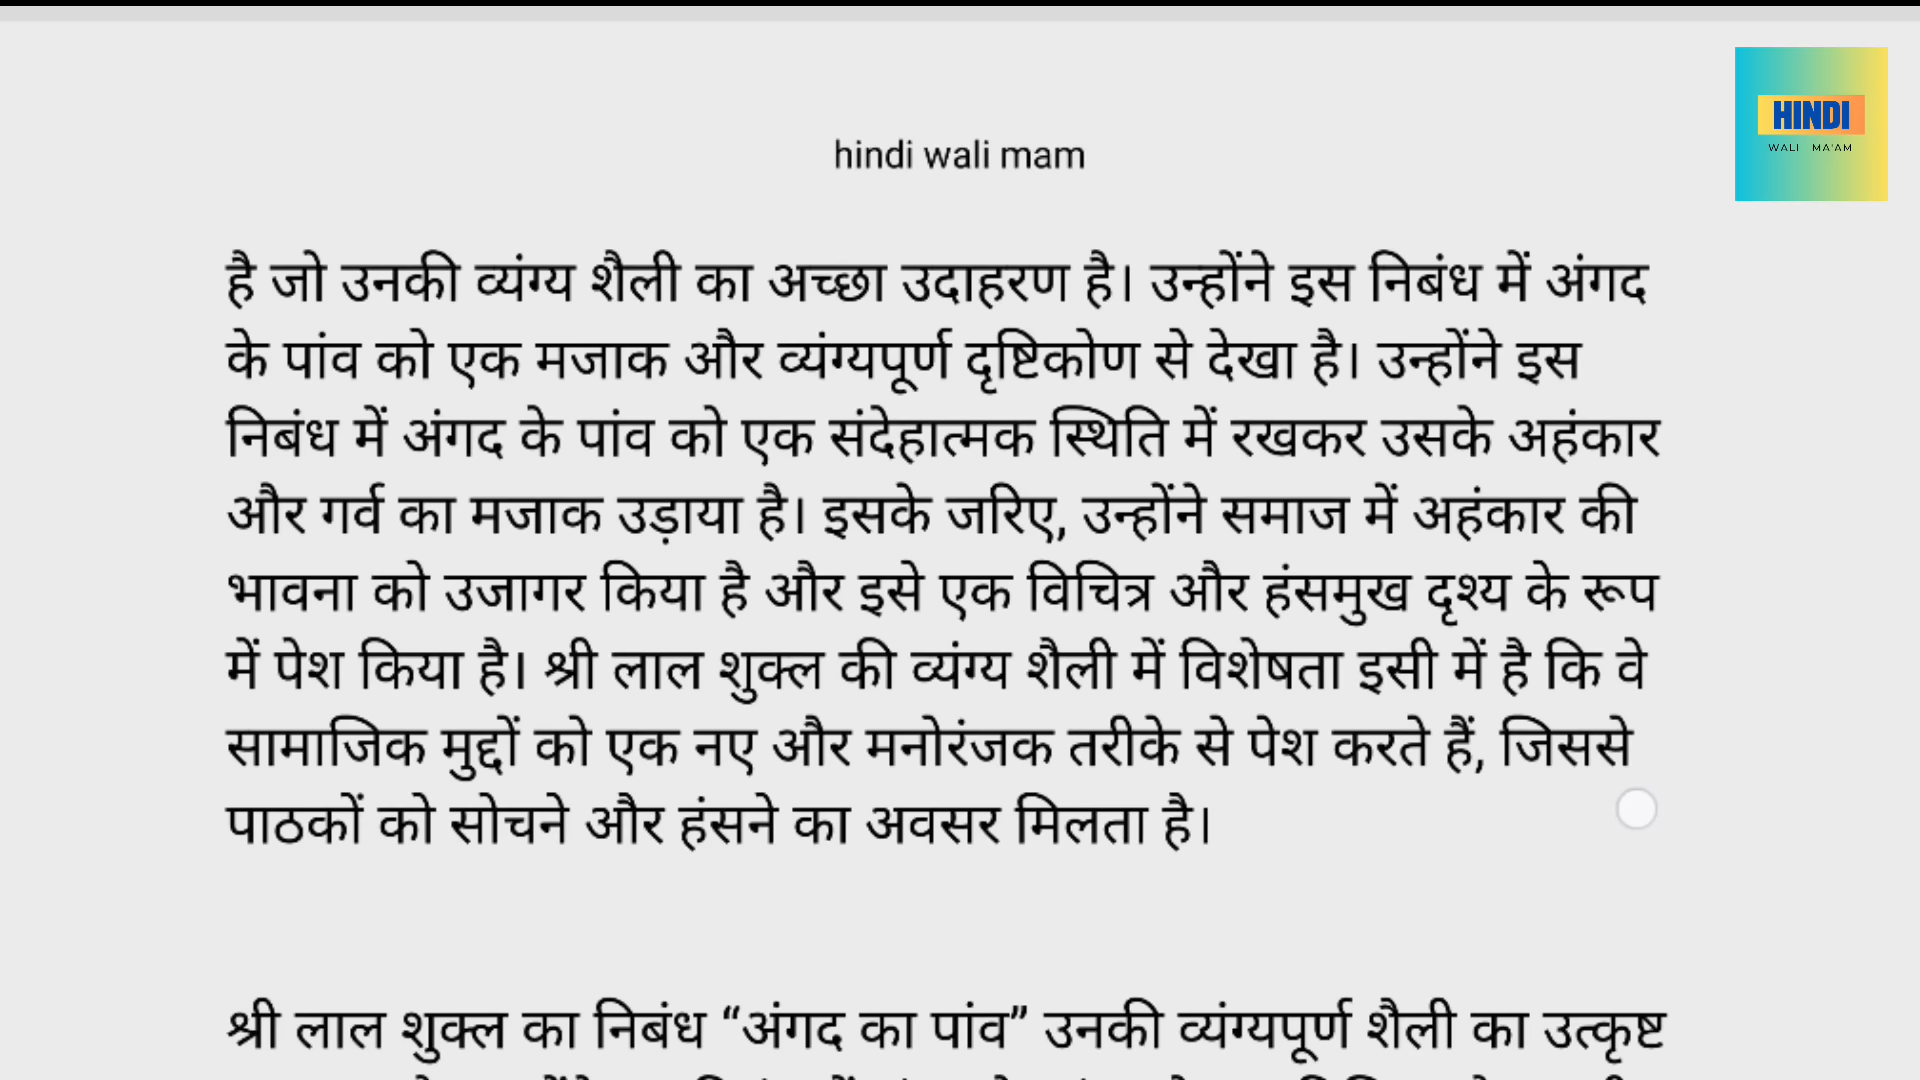 HINDI
WALI MA'AM
hindi wali mam
है जो उनकी व्यंग्य शैली का अच्छा उदाहरण है। उन्होंने इस निबंध में अंगद
के पांव को एक मजाक और व्यंग्यपूर्ण दृष्टिकोण से देखा है। उन्होंने इस
निबंध में अंगद के पांव को एक संदेहात्मक स्थिति में रखकर उसके अहंकार
और गर्व का मजाक उड़ाया है। इसके जरिए, उन्होंने समाज में अहंकार की
भावना को उजागर किया है और इसे एक विचित्र और हंसमुख दृश्य के रूप
में पेश किया है। श्री लाल शुक्ल की व्यंग्य शैली में विशेषता इसी में है कि वे
सामाजिक मुद्दों को एक नए और मनोरंजक तरीके से पेश करते हैं, जिससे
पाठकों को सोचने और हंसने का अवसर मिलता है।
श्री लाल शुक्ल का निबंध “अंगद का पांव” उनकी व्यंग्यपूर्ण शैली का उत्कृष्ट